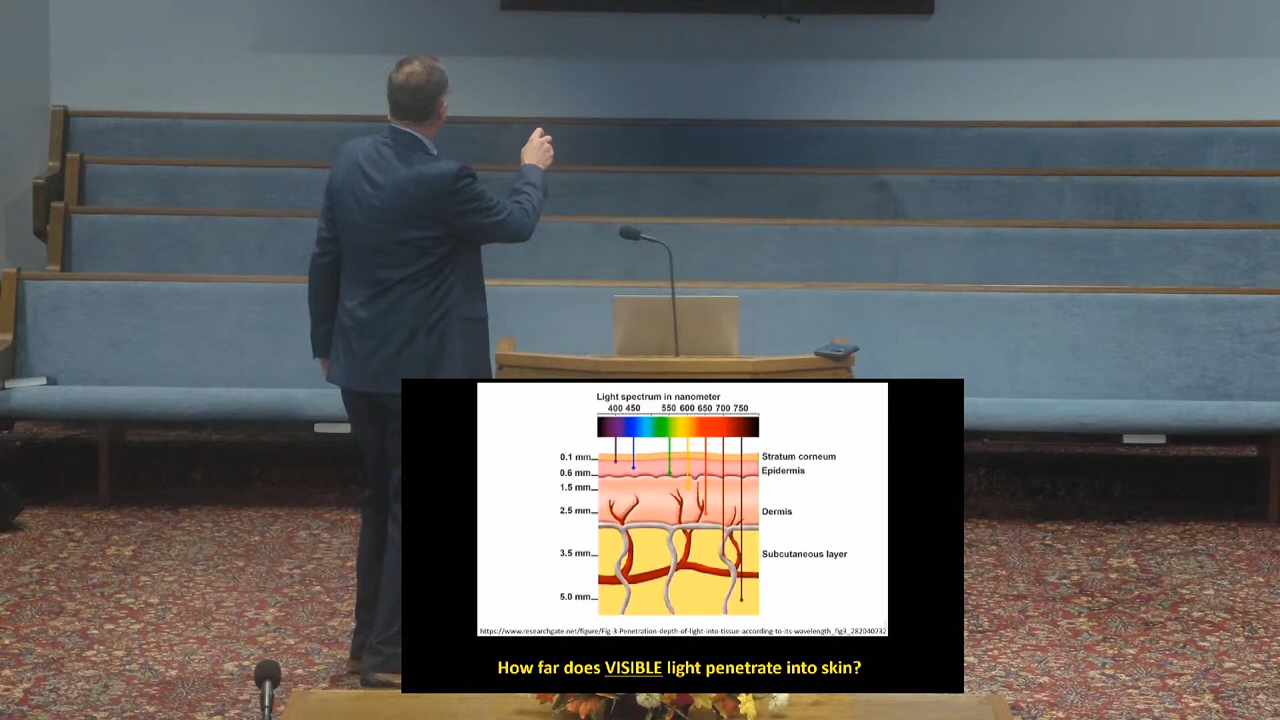 Light spectrum in nanometer
400 450 550 600 650 700 750
0.1 mm
Stratum corneum
0.6 mm
Epidermis
1.5 mm
2.5 mm
Dermis
3.5 mm
Subcutaneous layer
5.0 mm
https://www.researchgate.net/figure/Fig-3-Penetration-depth-of-light-into-tissue-according-to-its-wavelength_fig3_282040732
How far does VISIBLE light penetrate into skin?